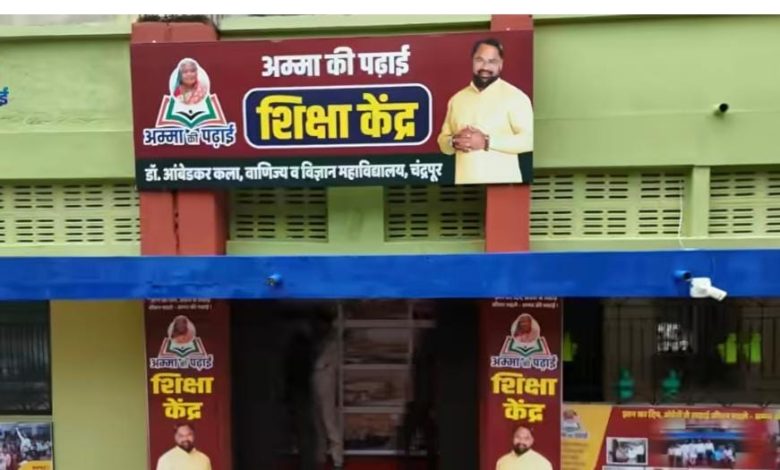 अम्मा की पढ़ाई
अम्मा की पढ़ाई
शिक्षा केंद्र
डॉ. आंबेडकर कला, वाणिज्य व विज्ञान महाविद्यालय, चंद्रपूर
अम्मा की पढ़ाई
शिक्षा
केंद्र
अम्मा की पढ़ाई
शिक्षा
केंद्र